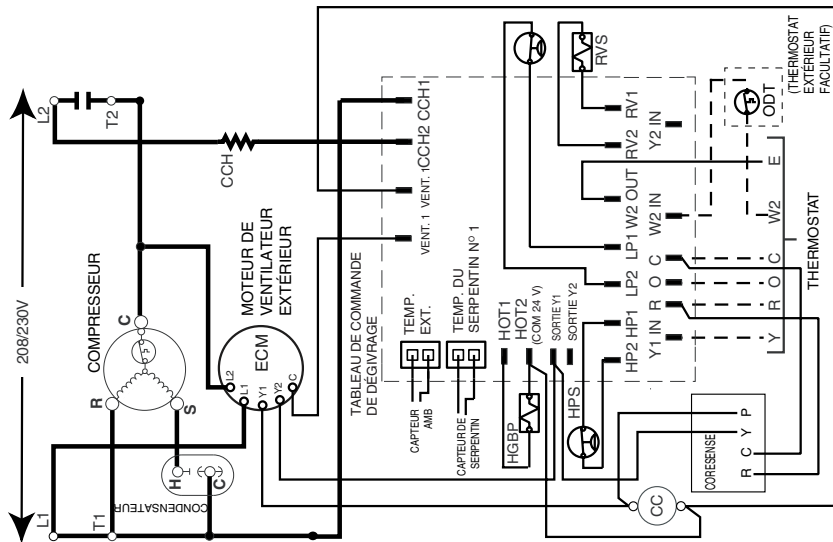 208/230V
L2
T2
L1
T1
COMPRESSEUR
C
R
S
H
C
CONDENSATEUR
CCH
MOTEUR DE
VENTILATEUR
EXTÉRIEUR
ECM
L2
L1
Y1
Y2
C
TABLEAU DE COMMANDE
DE DÉGIVRAGE
VENT. 1
VENT. 1
CCH2
CCH1
TEMP.
EXT.
TEMP. DU
SERPENTIN Nº 1
CAPTEUR
AMB
CAPTEUR DE
SERPENTIN
HOT1
HOT2
(COM 24 V)
SORTIE Y1
SORTIE Y2
HGBP
HPS
RVS
HP2
HP1
LP2
LP1
W2 OUT
RV2
RV1
Y1 IN
R
O
C
W2 IN
Y2 IN
ODT
(THERMOSTAT
EXTÉRIEUR
FACULTATIF)
Y
R
O
C
W2
E
THERMOSTAT
CORESENSE
R
C
Y
P
CC